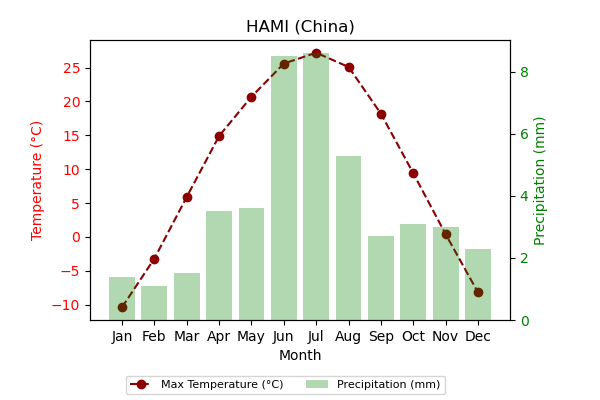 HAMI (China)
Temperature (°C)
25
20
15
10
5
0
−5
−10
8
6
4
2
0
Precipitation (mm)
Jan Feb Mar Apr May Jun Jul Aug Sep Oct Nov Dec
Month
Max Temperature (°C) Precipitation (mm)